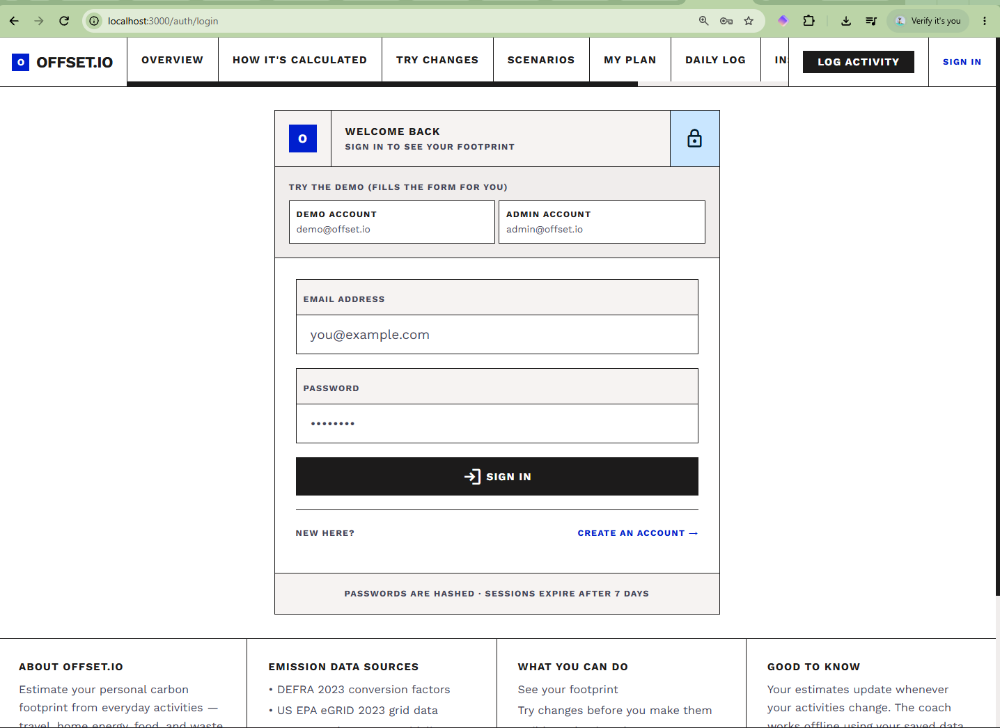 localhost:3000/auth/login
Verify it's you
O OFFSET.IO
OVERVIEW
HOW IT'S CALCULATED
TRY CHANGES
SCENARIOS
MY PLAN
DAILY LOG
LOG ACTIVITY
SIGN IN
O
WELCOME BACK
SIGN IN TO SEE YOUR FOOTPRINT
TRY THE DEMO (FILLS THE FORM FOR YOU)
DEMO ACCOUNT
demo@offset.io
ADMIN ACCOUNT
admin@offset.io
EMAIL ADDRESS
you@example.com
PASSWORD
••••••••
SIGN IN
NEW HERE?
CREATE AN ACCOUNT →
PASSWORDS ARE HASHED · SESSIONS EXPIRE AFTER 7 DAYS
ABOUT OFFSET.IO
Estimate your personal carbon
footprint from everyday activities —
travel, home energy, food, and waste
EMISSION DATA SOURCES
• DEFRA 2023 conversion factors
• US EPA eGRID 2023 grid data
WHAT YOU CAN DO
See your footprint
Try changes before you make them
GOOD TO KNOW
Your estimates update whenever
your activities change. The coach
works offline using your saved data